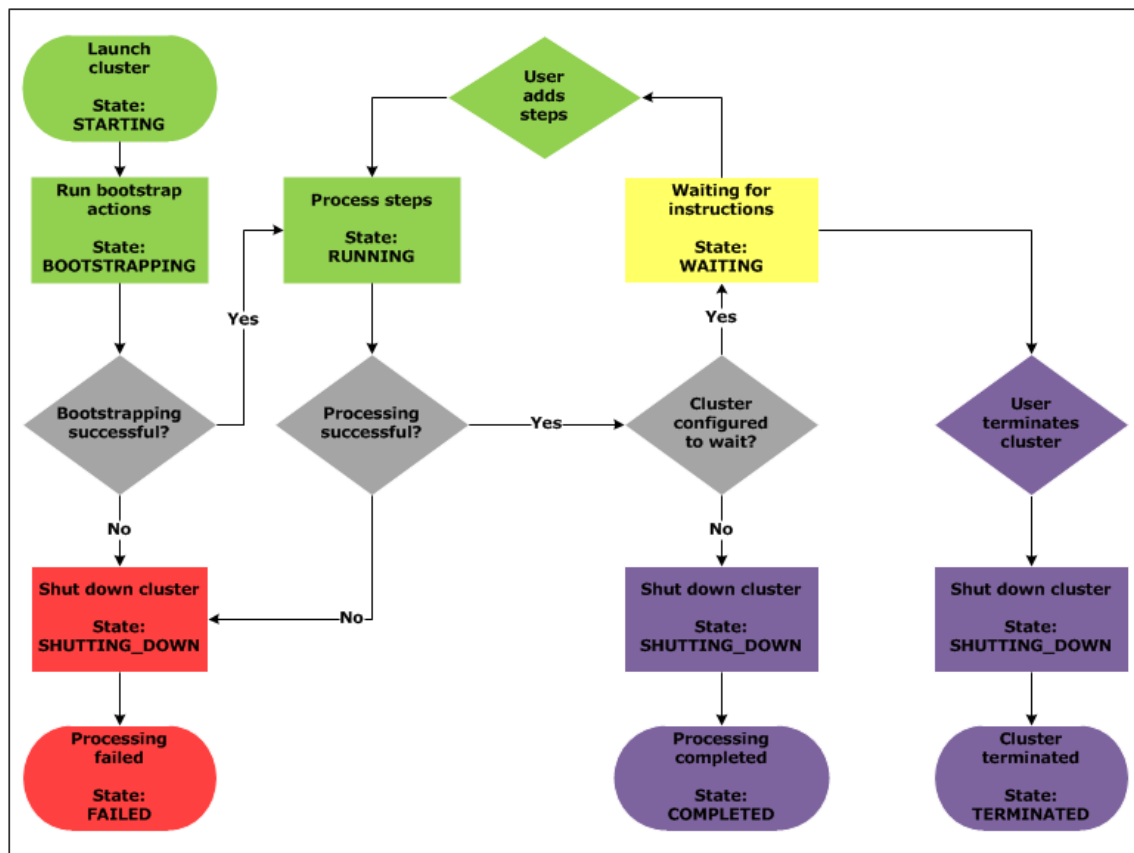 Launch
cluster
State:
STARTING
User
adds
steps
Run bootstrap
actions
State:
BOOTSTRAPPING
Process steps
State:
RUNNING
Waiting for
instructions
State:
WAITING
Yes
Yes
Bootstrapping
successful?
Processing
successful?
Yes
Cluster
configured
to wait?
User
terminates
cluster
No
No
Shut down cluster
State:
SHUTTING_DOWN
No
Shut down cluster
State:
SHUTTING_DOWN
Shut down cluster
State:
SHUTTING_DOWN
Processing
failed
State:
FAILED
Processing
completed
State:
COMPLETED
Cluster
terminated
State:
TERMINATED